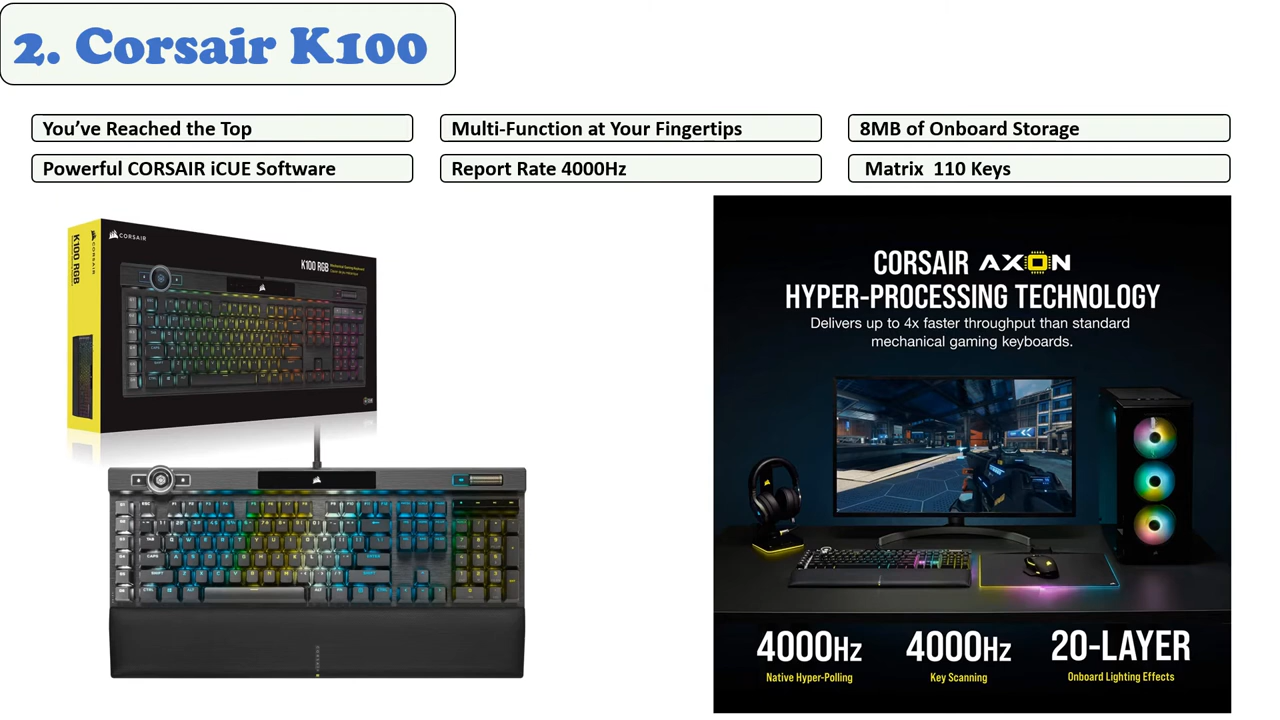 2. Corsair K100
You've Reached the Top
Multi-Function at Your Fingertips
8MB of Onboard Storage
Powerful CORSAIR iCUE Software
Report Rate 4000Hz
Matrix  110 Keys
K100 RGB
CORSAIR
CORSAIR
K100 RGB
CORSAIR AXON
HYPER-PROCESSING TECHNOLOGY
Delivers up to 4x faster throughput than standard
mechanical gaming keyboards.
4000Hz
Native Hyper-Polling
4000Hz
Key Scanning
20-LAYER
Onboard Lighting Effects